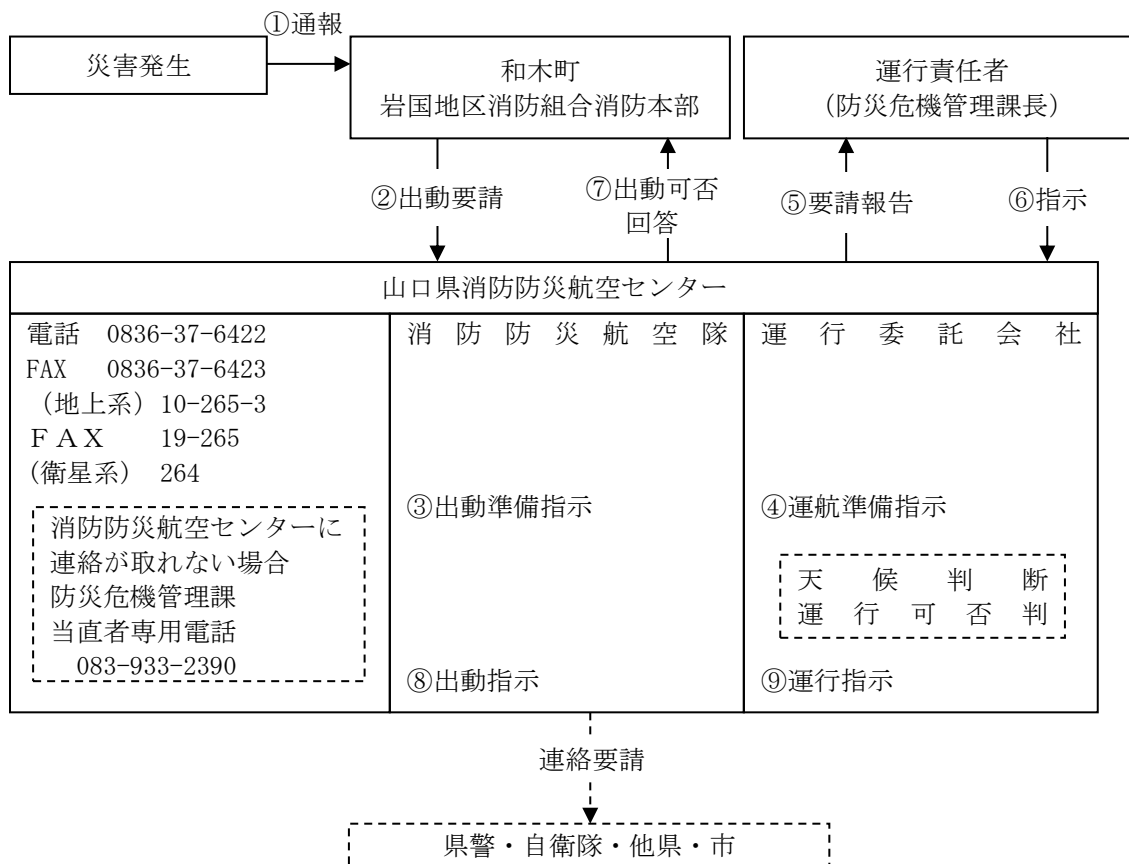 ①通報
災害発生
和木町
岩国地区消防組合消防本部
運行責任者
（防災危機管理課長）
②出動要請
⑦出動可否
回答
⑤要請報告
⑥指示
山口県消防防災航空センター
電話 0836-37-6422
FAX 0836-37-6423
（地上系）10-265-3
ＦＡＸ 19-265
(衛星系) 264
消防防災航空センターに
連絡が取れない場合
防災危機管理課
当直者専用電話
083-933-2390
消防防災航空隊
③出動準備指示
⑧出動指示
運行委託会社
④運航準備指示
天候判断
運行可否判
⑨運行指示
連絡要請
県警・自衛隊・他県・市